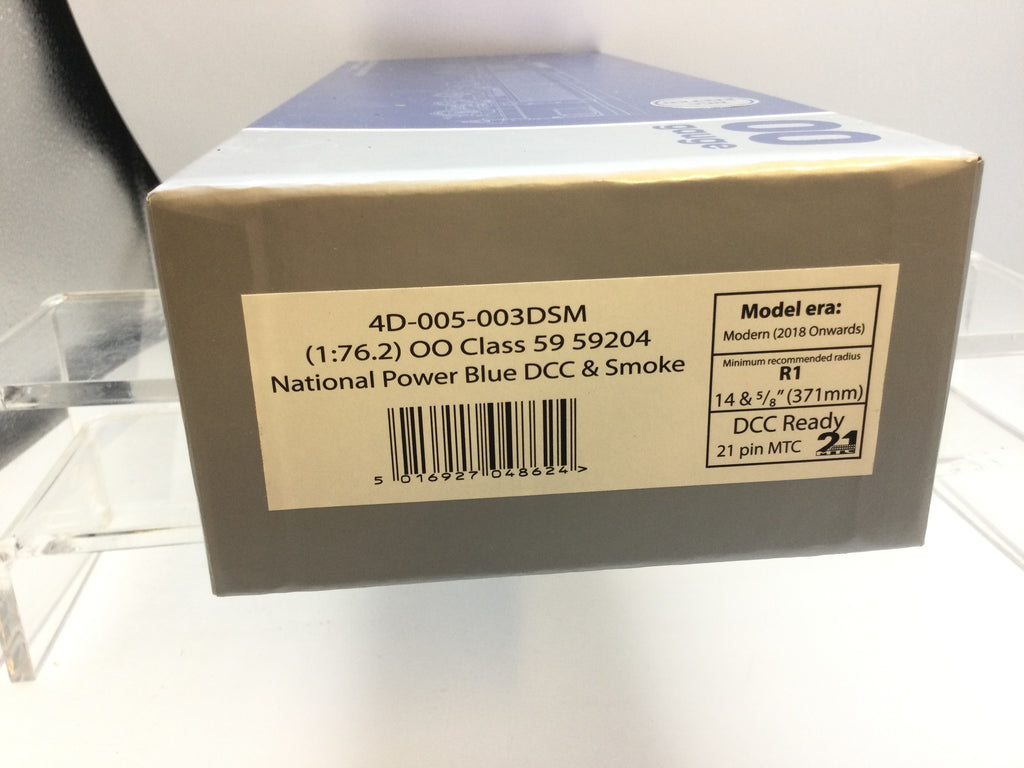 OO
gauge
4D-005-003DSM
(1:76.2) OO Class 59 59204
National Power Blue DCC & Smoke
5 016927 048624 >
Model era:
Modern (2018 Onwards)
Minimum recommended radius
R1
14 & 5/8" (371mm)
DCC Ready
21 pin MTC
21
MTC